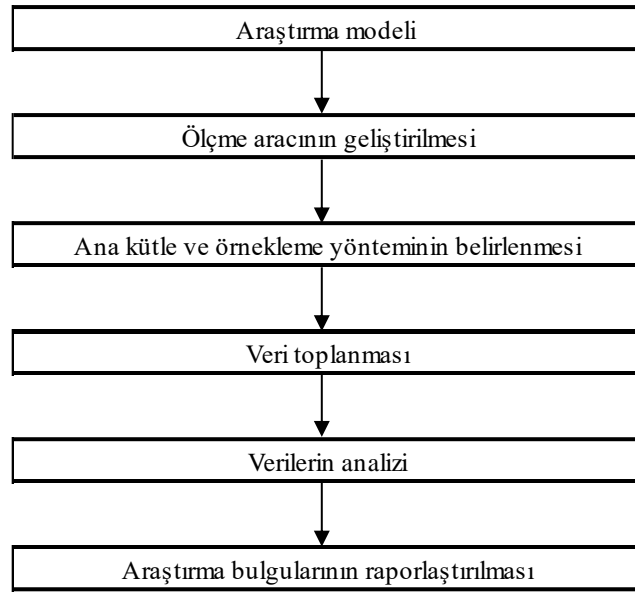 Araştırma modeli
Ölçme aracının geliştirilmesi
Ana kütle ve örnekleme yönteminin belirlenmesi
Veri toplanması
Verilerin analizi
Araştırma bulgularının raporlaştırılması